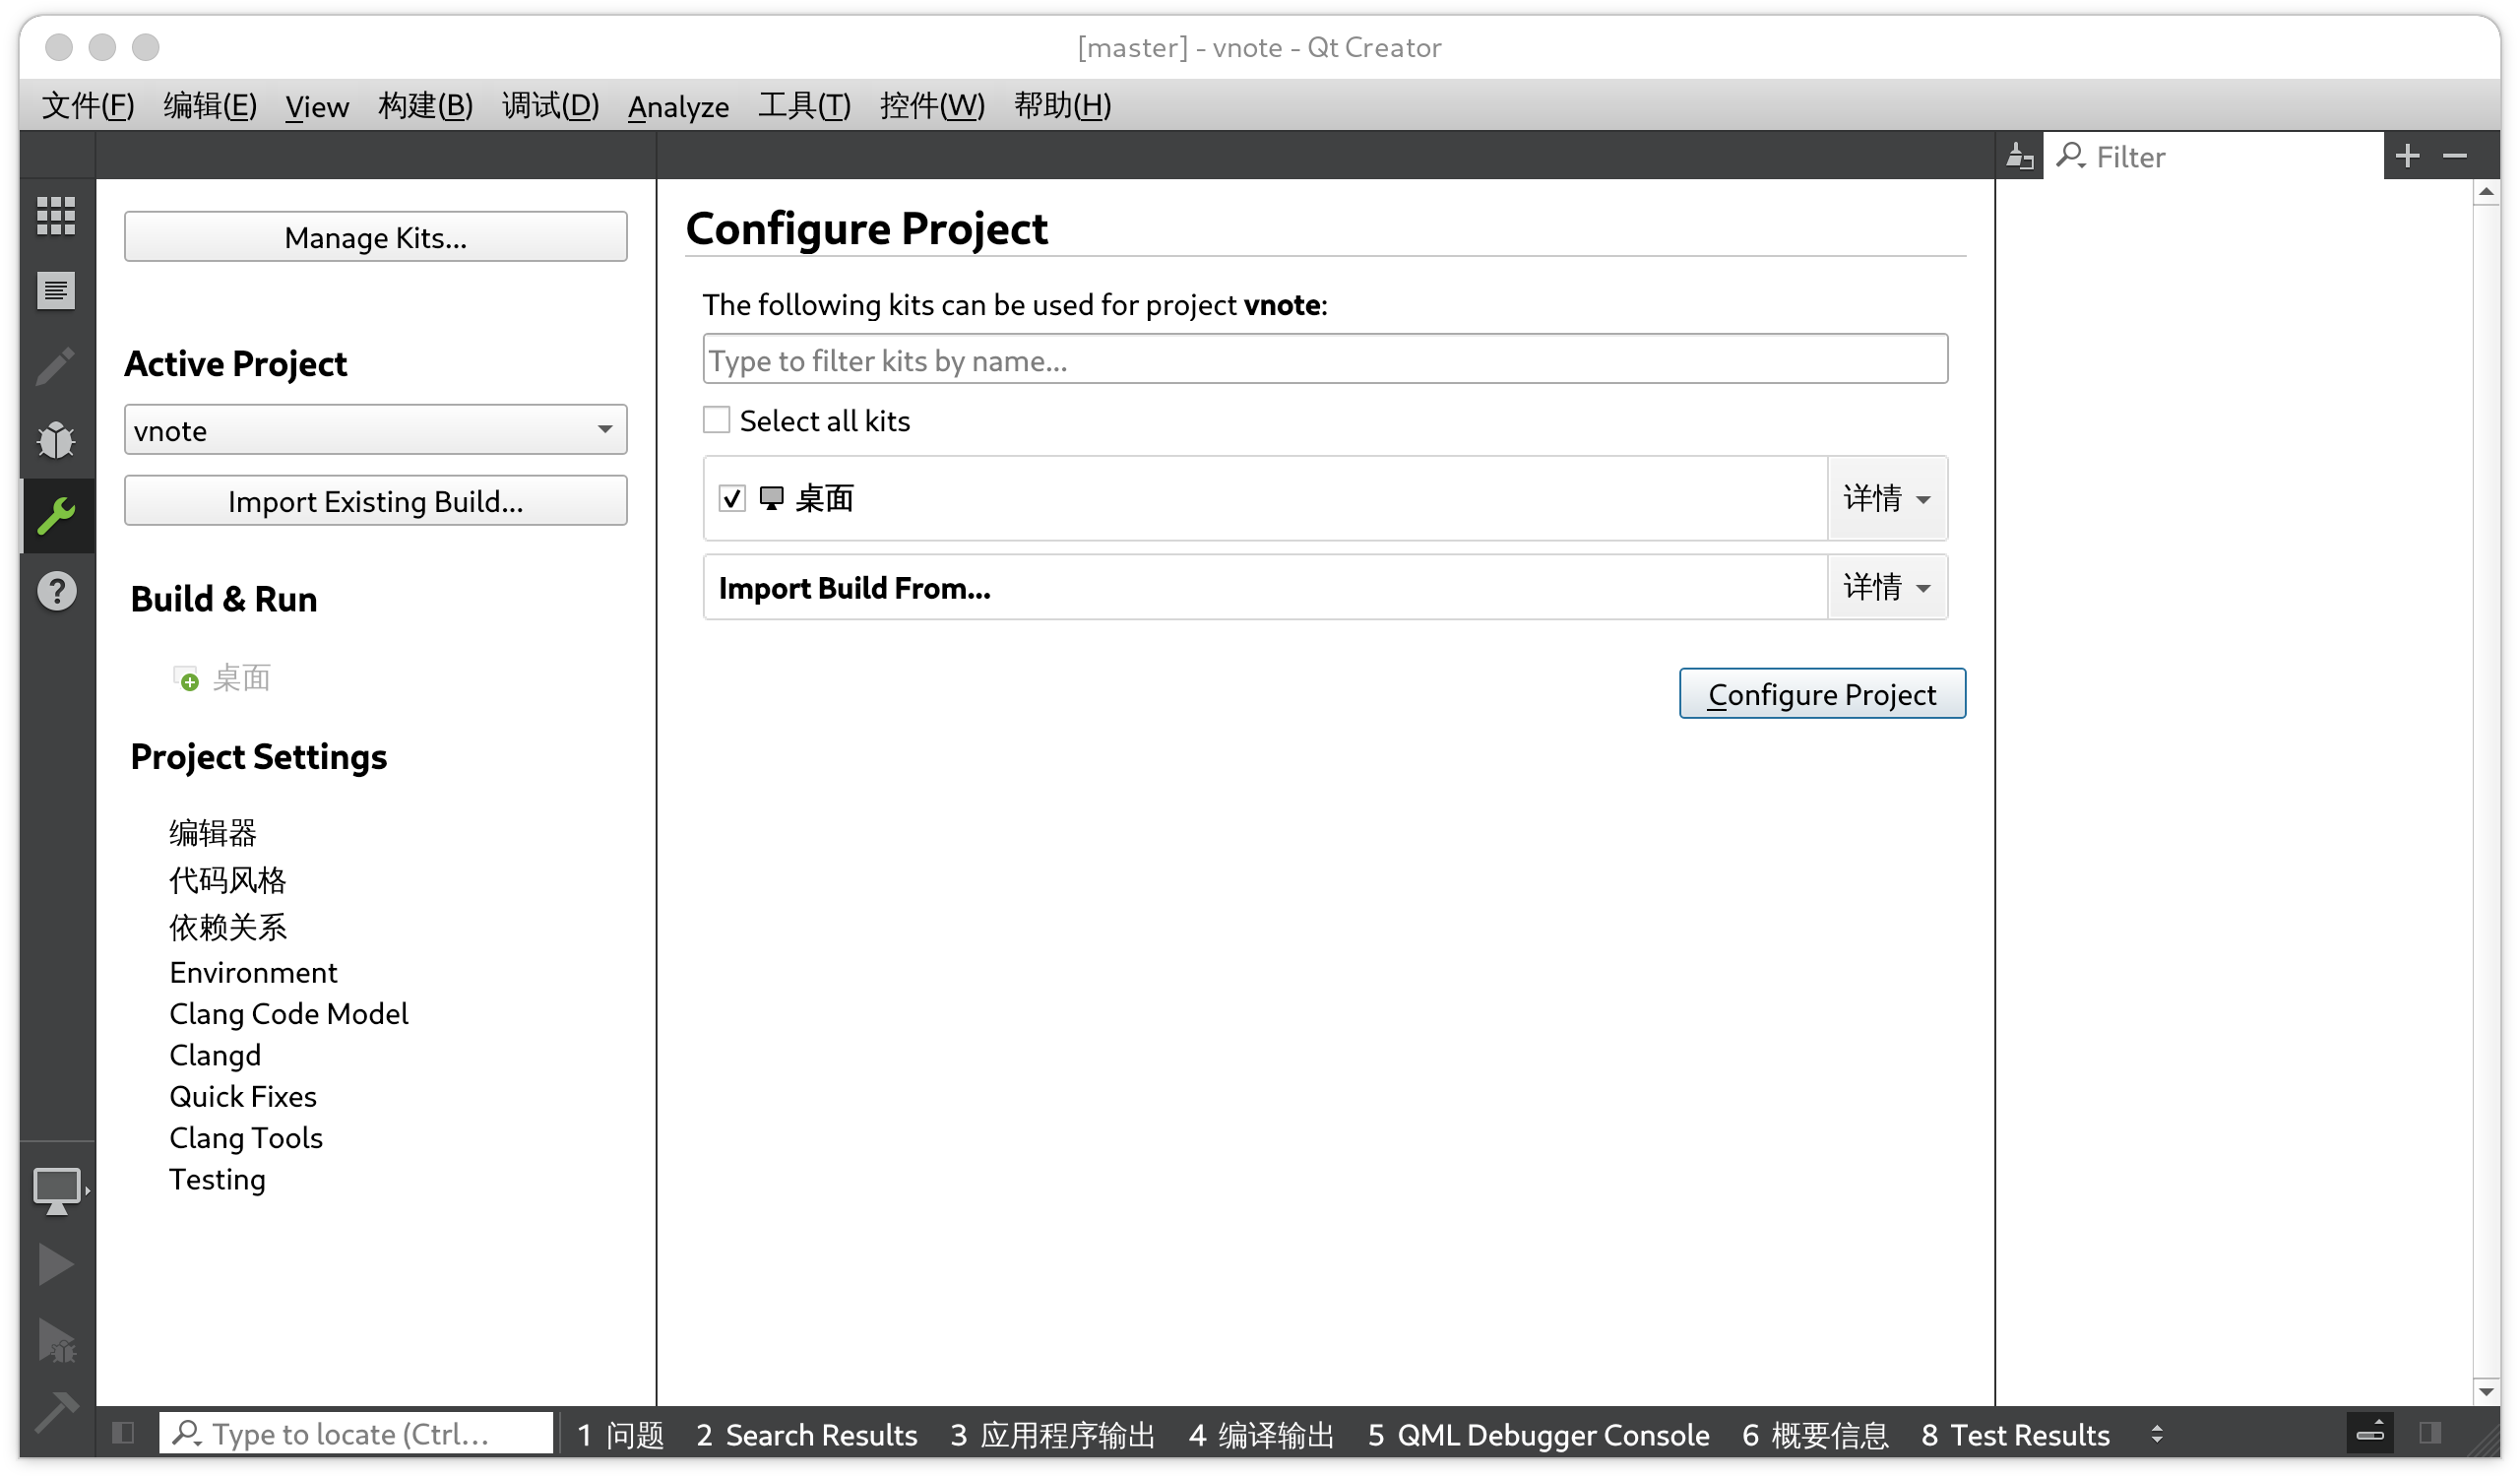 [master] - vnote - Qt Creator
文件(F) 编辑(E) View 构建(B) 调试(D) Analyze 工具(T) 控件(W) 帮助(H)
Filter
Manage Kits...
Active Project
vnote
Import Existing Build...
Build & Run
桌面
Project Settings
编辑器
代码风格
依赖关系
Environment
Clang Code Model
Clangd
Quick Fixes
Clang Tools
Testing
Configure Project
The following kits can be used for project vnote:
Type to filter kits by name...
Select all kits
桌面 详情
Import Build From... 详情
Configure Project
Type to locate (Ctrl... 1 问题 2 Search Results 3 应用程序输出 4 编译输出 5 QML Debugger Console 6 概要信息 8 Test Results